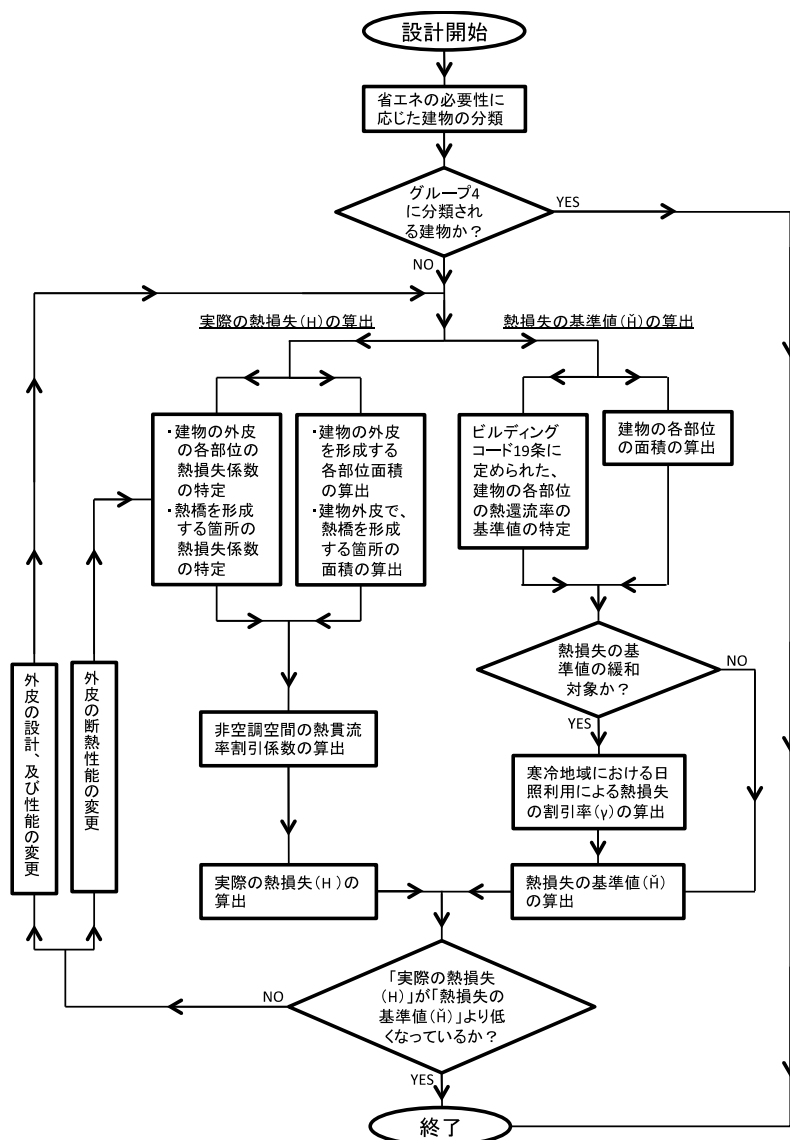 設計開始
省エネの必要性に
応じた建物の分類
グループ4
に分類され
る建物か？
YES
NO
実際の熱損失(H)の算出
熱損失の基準値(Ȟ)の算出
・建物の外皮
の各部位の
熱損失係数
の特定
・熱橋を形成
する箇所の
熱損失係数
の特定
・建物の外皮
を形成する
各部位面積
の算出
・建物外皮で、
熱橋を形成
する箇所の
面積の算出
ビルディング
コード19条に
定められた、
建物の各部位
の熱還流率の
基準値の特定
建物の各部位
の面積の算出
熱損失の基
準値の緩和
対象か？
NO
YES
外皮の設計、及び性能の変更
外皮の断熱性能の変更
非空調空間の熱貫流
率割引係数の算出
寒冷地域における日
照利用による熱損失
の割引率(γ)の算出
実際の熱損失(H )の
算出
熱損失の基準値(Ȟ)
の算出
「実際の熱損失
(H)」が「熱損失の
基準値(Ȟ)」より低
くなっているか？
NO
YES
終了